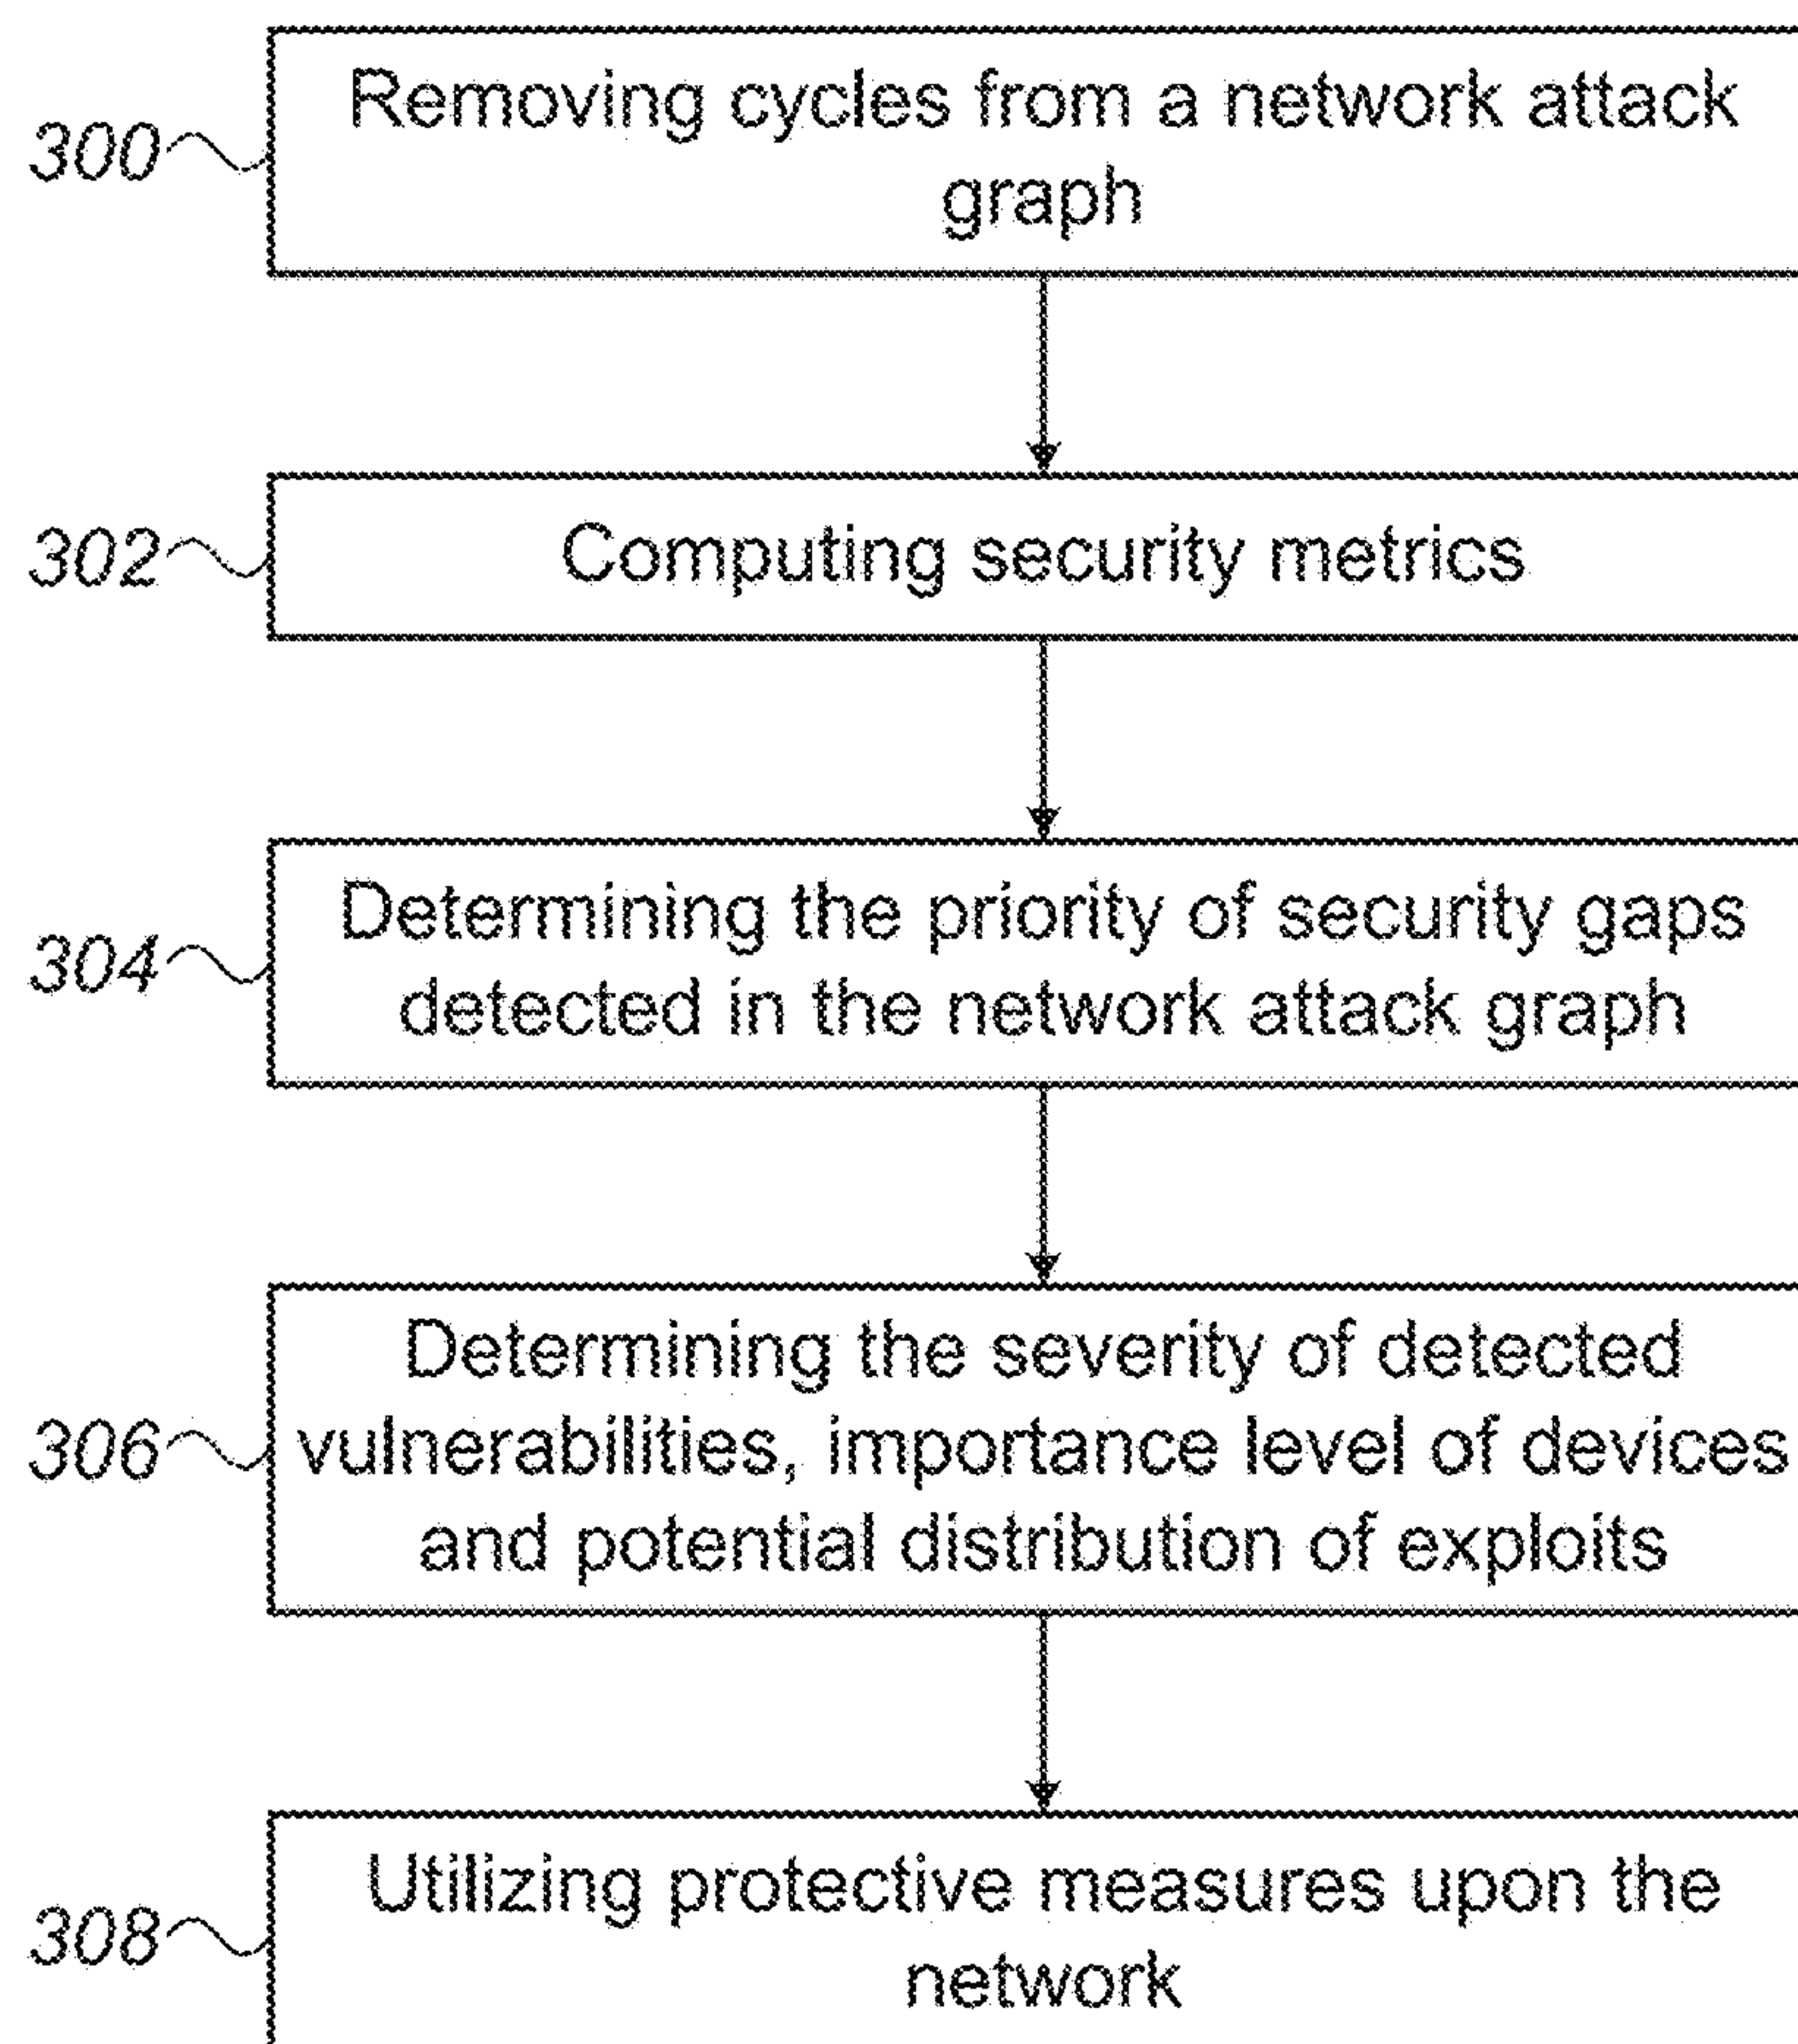 300
Removing cycles from a network attack
graph
302
Computing security metrics
304
Determining the priority of security gaps
detected in the network attack graph
306
Determining the severity of detected
vulnerabilities, importance level of devices
and potential distribution of exploits
308
Utilizing protective measures upon the
network